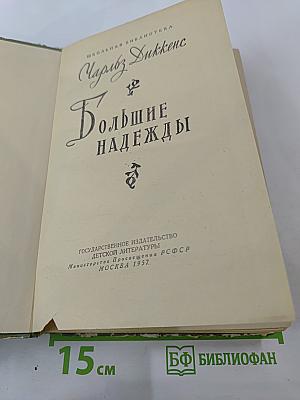 ШКОЛЬНАЯ БИБЛИОТЕКА
Чарльз Диккенс
БОЛЬШИЕ
НАДЕЖДЫ
ГОСУДАРСТВЕННОЕ ИЗДАТЕЛЬСТВО
ДЕТСКОЙ ЛИТЕРАТУРЫ
Министерства Просвещения РСФСР
МОСКВА 1957
15 см
БФ БИБЛИОФАН